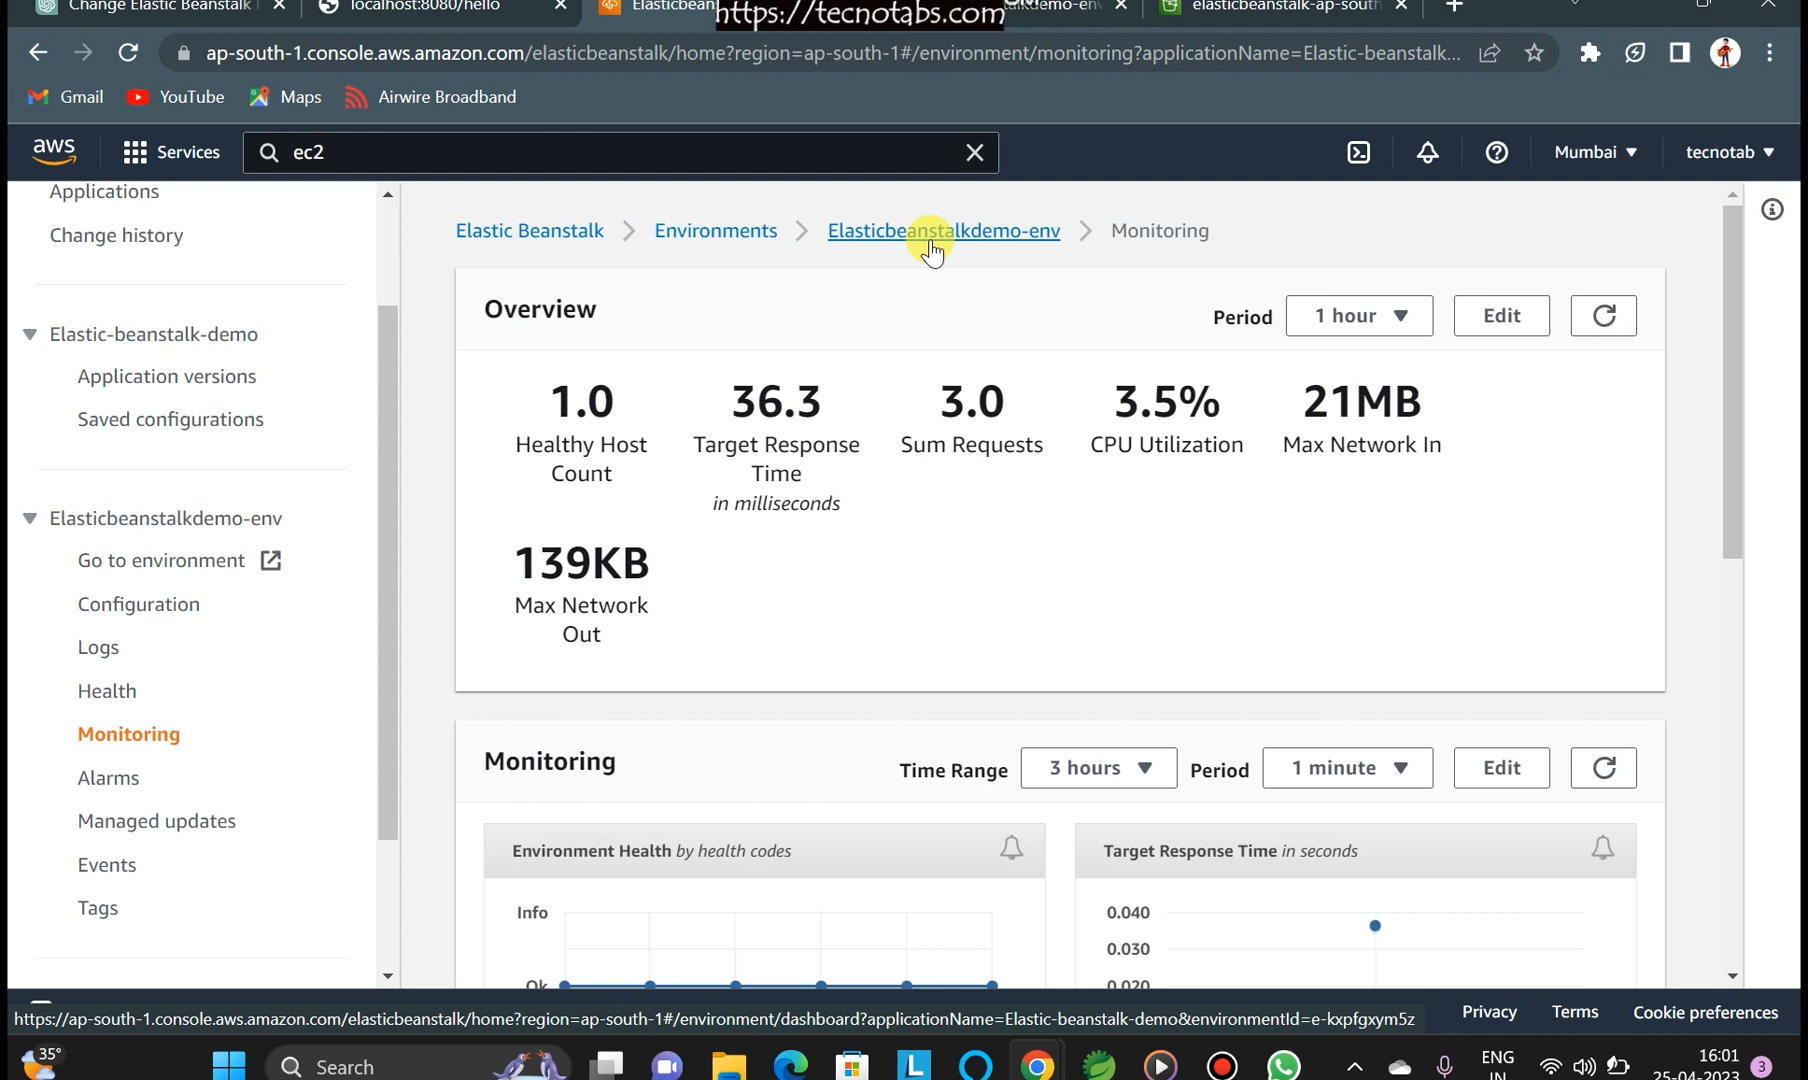 Change Elastic Beanstalk
localhost:8080/hello
Elasticbean
https://tecnotabs.com
elasticbeanstalk-ap-south
ap-south-1.console.aws.amazon.com/elasticbeanstalk/home?region=ap-south-1#/environment/monitoring?applicationName=Elastic-beanstalk...
Gmail YouTube Maps Airwire Broadband
aws Services ec2 Mumbai tecnotab
Applications
Change history
Elastic-beanstalk-demo
Application versions
Saved configurations
Elasticbeanstalkdemo-env
Go to environment
Configuration
Logs
Health
Monitoring
Alarms
Managed updates
Events
Tags
Elastic Beanstalk Environments Elasticbeanstalkdemo-env Monitoring
Overview Period 1 hour Edit
1.0 36.3 3.0 3.5% 21MB
Healthy Host Target Response Sum Requests CPU Utilization Max Network In
Count Time
in milliseconds
139KB
Max Network
Out
Monitoring Time Range 3 hours Period 1 minute Edit
Environment Health by health codes
Info
Ok
Target Response Time in seconds
0.040
0.030
0.020
https://ap-south-1.console.aws.amazon.com/elasticbeanstalk/home?region=ap-south-1#/environment/dashboard?applicationName=Elastic-beanstalk-demo&environmentId=e-kxpfgxym5z
Privacy Terms Cookie preferences
35°
Search
L
ENG
IN
16:01
25-04-2023
3